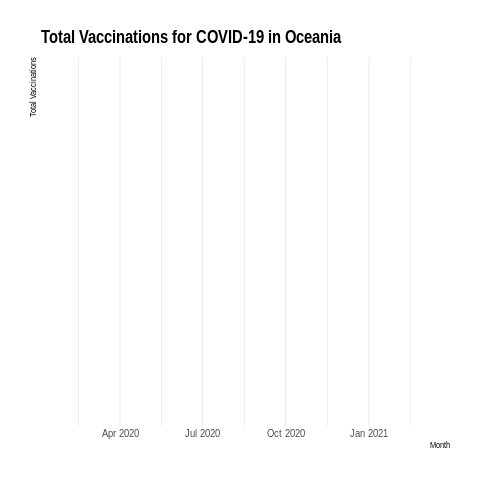 Total Vaccinations for COVID-19 in Oceania
Total Vaccinations
Apr 2020
Jul 2020
Oct 2020
Jan 2021
Month